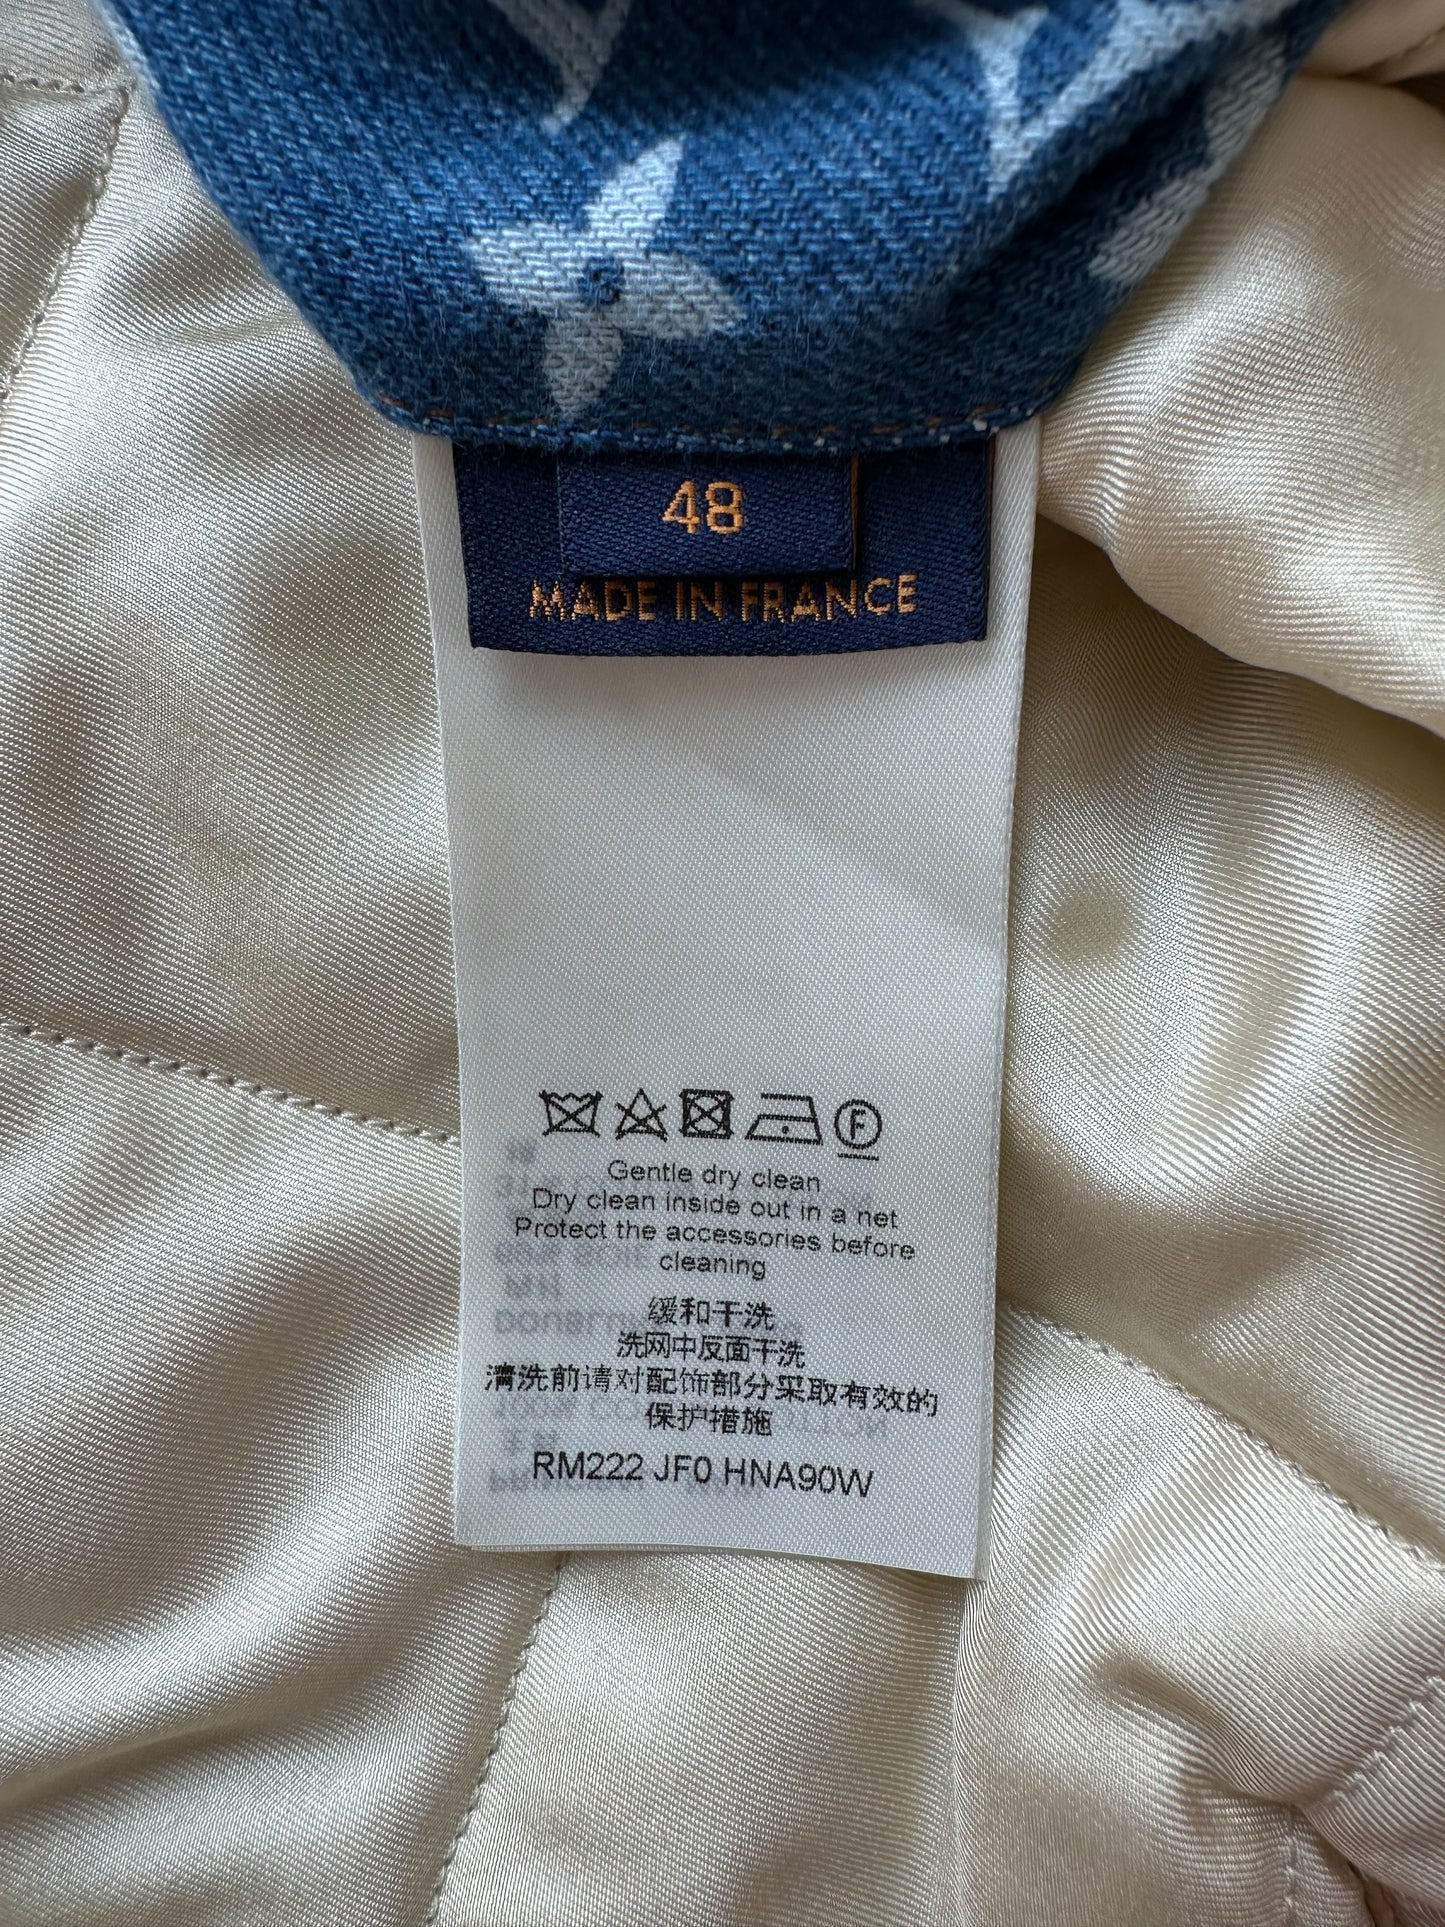 48
MADE IN FRANCE
F
Gentle dry clean
Dry clean inside out in a net
Protect the accessories before
cleaning
缓和干洗
洗网中反面干洗
清洗前请对配饰部分采取有效的
保护措施
RM222 JF0 HNA90W